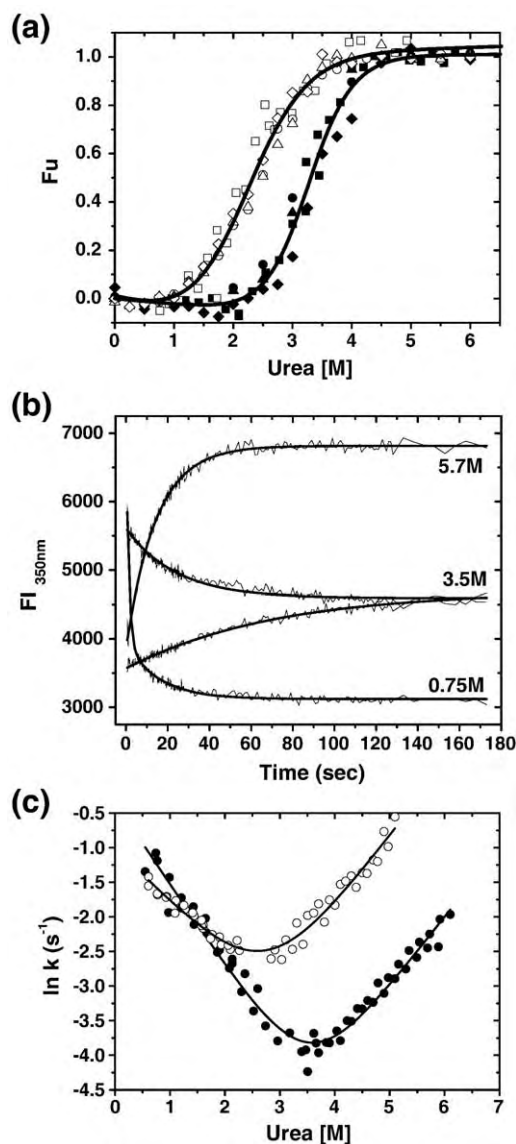 (a)
1.0
0.8
0.6
0.4
0.2
0.0
Fu
0 1 2 3 4 5 6
Urea [M]
(b)
7000
6000
5000
4000
3000
FI 350nm
5.7M
3.5M
0.75M
0 20 40 60 80 100 120 140 160 180
Time (sec)
(c)
-0.5
-1.0
-1.5
-2.0
-2.5
-3.0
-3.5
-4.0
-4.5
ln k (s⁻¹)
0 1 2 3 4 5 6 7
Urea [M]